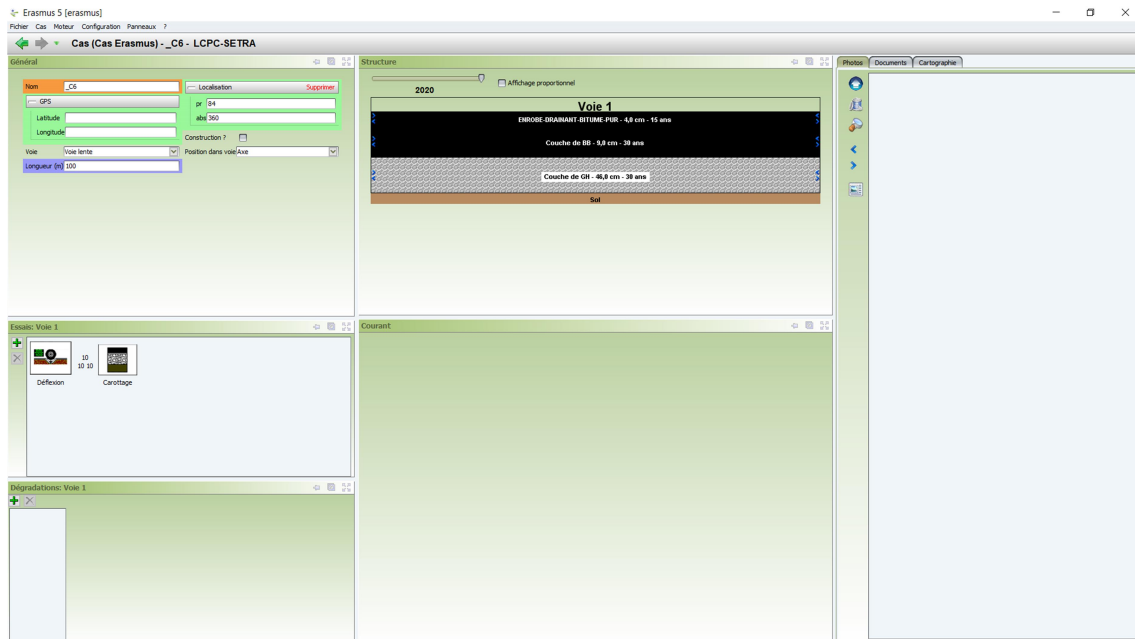 Erasmus 5 [erasmus]
Fichier Cas Moteur Configuration Panneaux ?
Cas (Cas Erasmus) - _C6 - LCPC-SETRA
Général
Nom _C6
GPS
Latitude
Longitude
Localisation Supprimer
pr 84
abs 360
Construction ?
Voie Voie lente
Position dans voie Axe
Longueur (m) 100
Structure
2020
Affichage proportionnel
Voie 1
ENROBE-DRAINANT-BITUME-PUR - 4,0 cm - 15 ans
Couche de BB - 9,0 cm - 30 ans
Couche de GH - 46,0 cm - 30 ans
Sol
Photos Documents Cartographie
Essais: Voie 1
10
10 10
Déflexion
Carottage
Courant
Dégradations: Voie 1